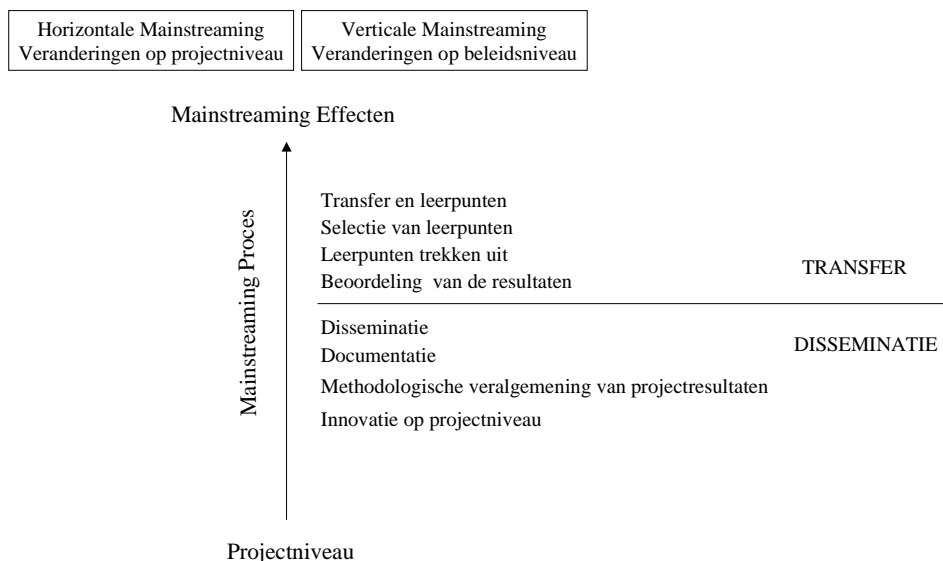 Horizontale Mainstreaming
Veranderingen op projectniveau
Verticale Mainstreaming
Veranderingen op beleidsniveau
Mainstreaming Effecten
Mainstreaming Proces
Transfer en leerpunten
Selectie van leerpunten
Leerpunten trekken uit
Beoordeling van de resultaten
TRANSFER
Disseminatie
Documentatie
DISSEMINATIE
Methodologische veralgemening van projectresultaten
Innovatie op projectniveau
Projectniveau